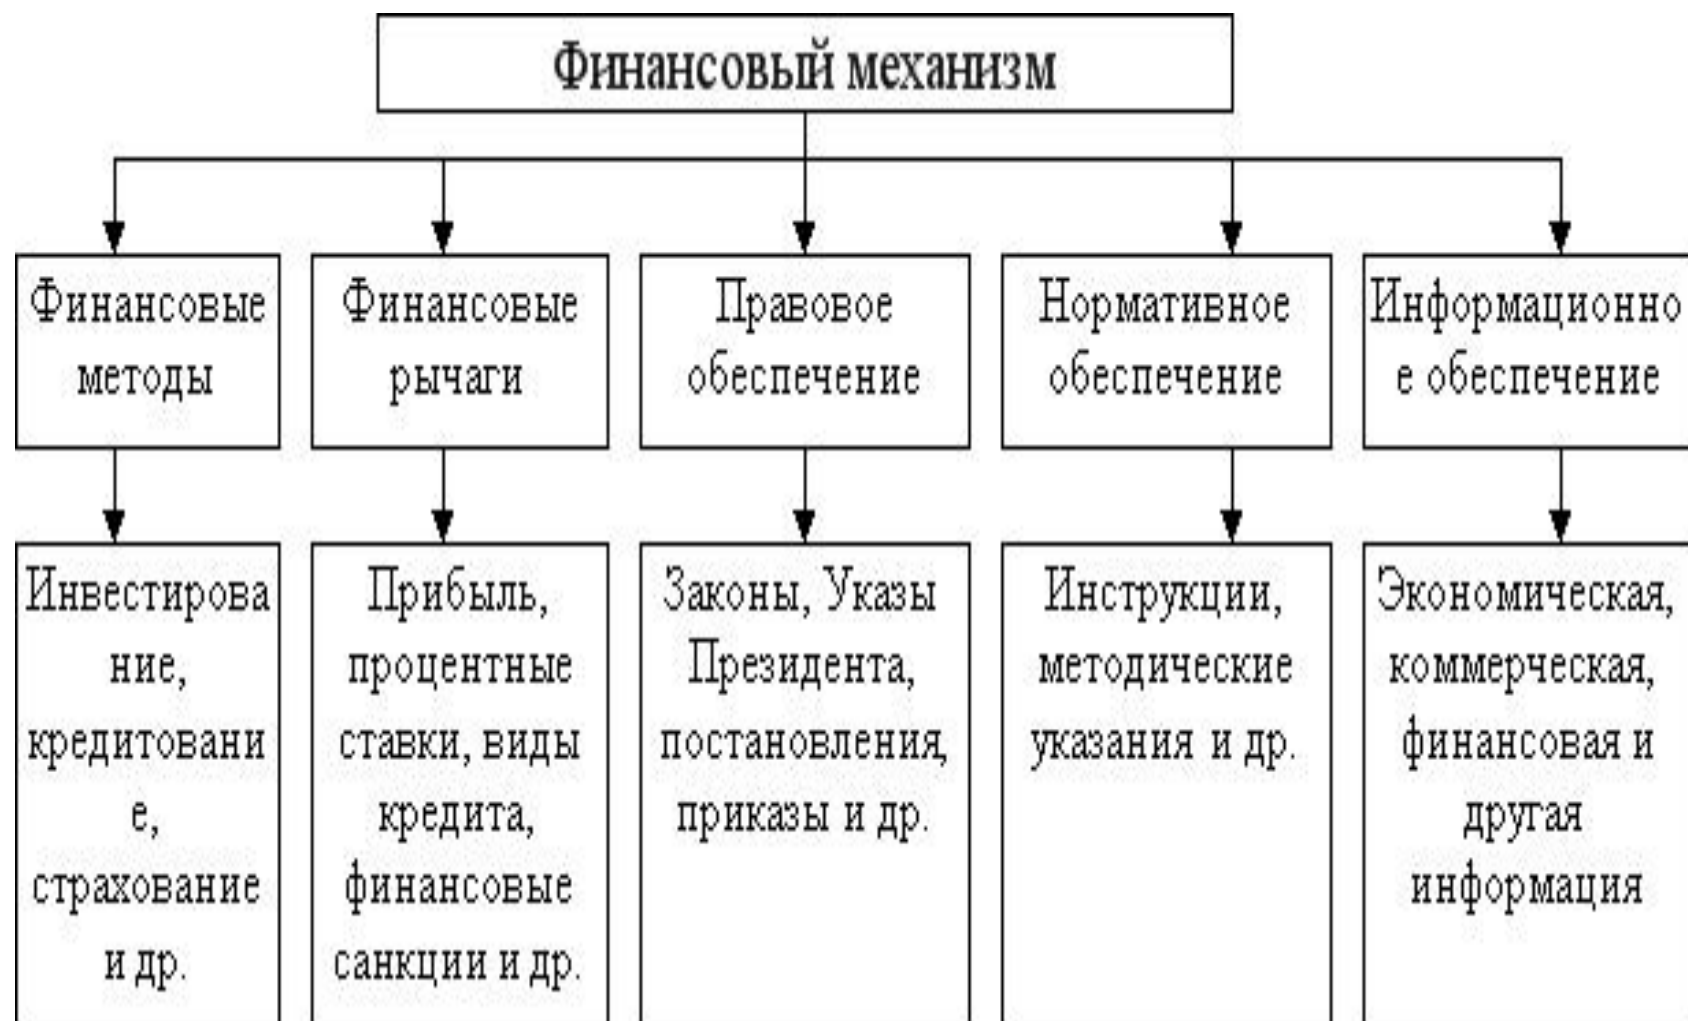 Финансовый механизм
Финансовые
методы
Финансовые
рычаги
Правовое
обеспечение
Нормативное
обеспечение
Информационно
е обеспечение
Инвестирова
ние,
кредитовани
е,
страхование
и др.
Прибыль,
процентные
ставки, виды
кредита,
финансовые
санкции и др.
Законы, Указы
Президента,
постановления,
приказы и др.
Инструкции,
методические
указания и др.
Экономическая,
коммерческая,
финансовая и
другая
информация